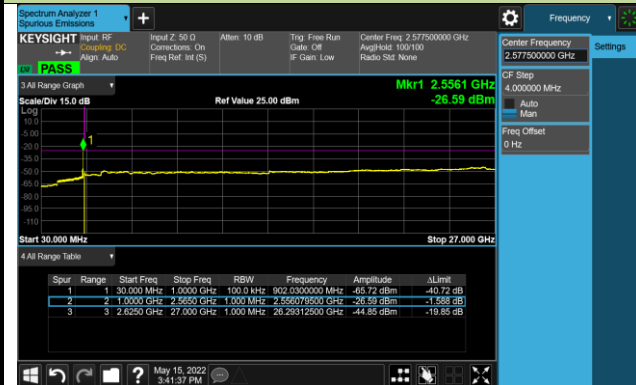 Spectrum Analyzer 1
Spurious Emissions
Frequency
KEYSIGHT Input: RF Input Z: 50 Ω Atten: 10 dB Trig: Free Run Center Freq: 2.577500000 GHz
Coupling: DC Corrections: On Gate: Off Avg|Hold: 100/100
Align: Auto Freq Ref: Int (S) IF Gain: Low Radio Std: None
PASS
Center Frequency
2.577500000 GHz
Settings
CF Step
4.000000 MHz
Auto
Man
Freq Offset
0 Hz
3 All Range Graph
Mkr1 2.5561 GHz
Scale/Div 15.0 dB Ref Value 25.00 dBm -26.59 dBm
Log
10.0
-5.00
-20.0
-35.0
-50.0
-65.0
-80.0
-95.0
-110
1
Start 30.000 MHz Stop 27.000 GHz
4 All Range Table
Spur Range Start Freq Stop Freq RBW Frequency Amplitude ΔLimit
1 1 30.000 MHz 1.0000 GHz 100.0 kHz 902.0300000 MHz -65.72 dBm -40.72 dB
2 2 1.0000 GHz 2.5650 GHz 1.000 MHz 2.556079500 GHz -26.59 dBm -1.588 dB
3 3 2.6250 GHz 27.000 GHz 1.000 MHz 26.29312500 GHz -44.85 dBm -19.85 dB
May 15, 2022
3:41:37 PM